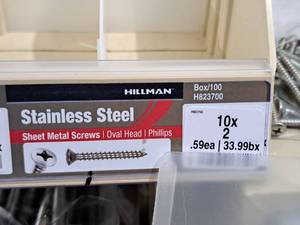 HILLMAN
Box/100
H823700
Stainless Steel
Sheet Metal Screws | Oval Head | Phillips
10x
2
.59ea | 33.99bx